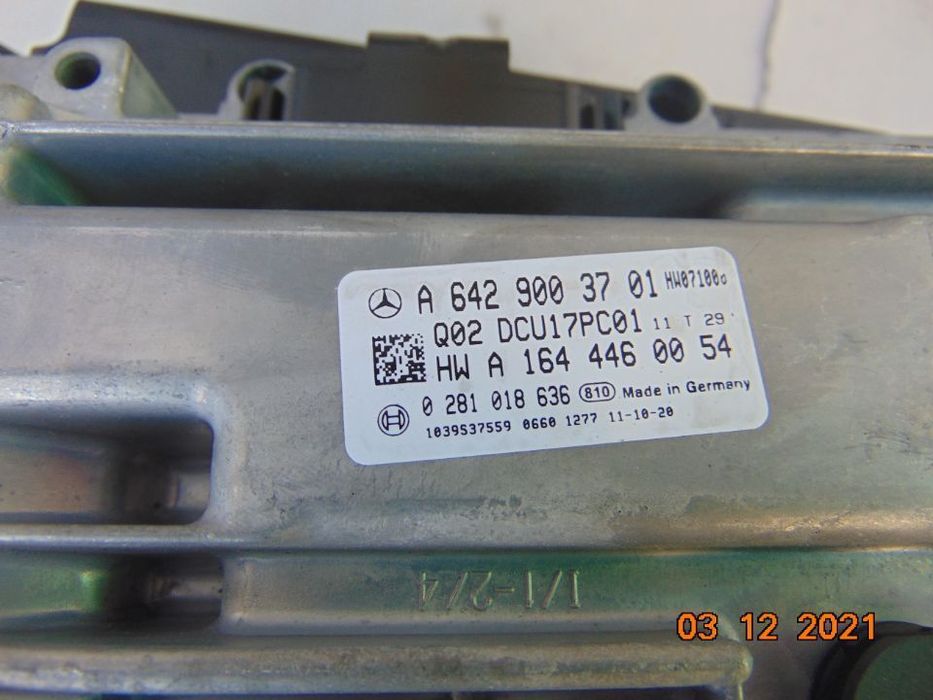 A 642 900 37 01 HW07100
Q02 DCU17PC01 11 T 29
HW A 164 446 00 54
0 281 018 636 810 Made in Germany
1039S37559 0660 1277 11-10-20
1/1-2/4
03 12 2021